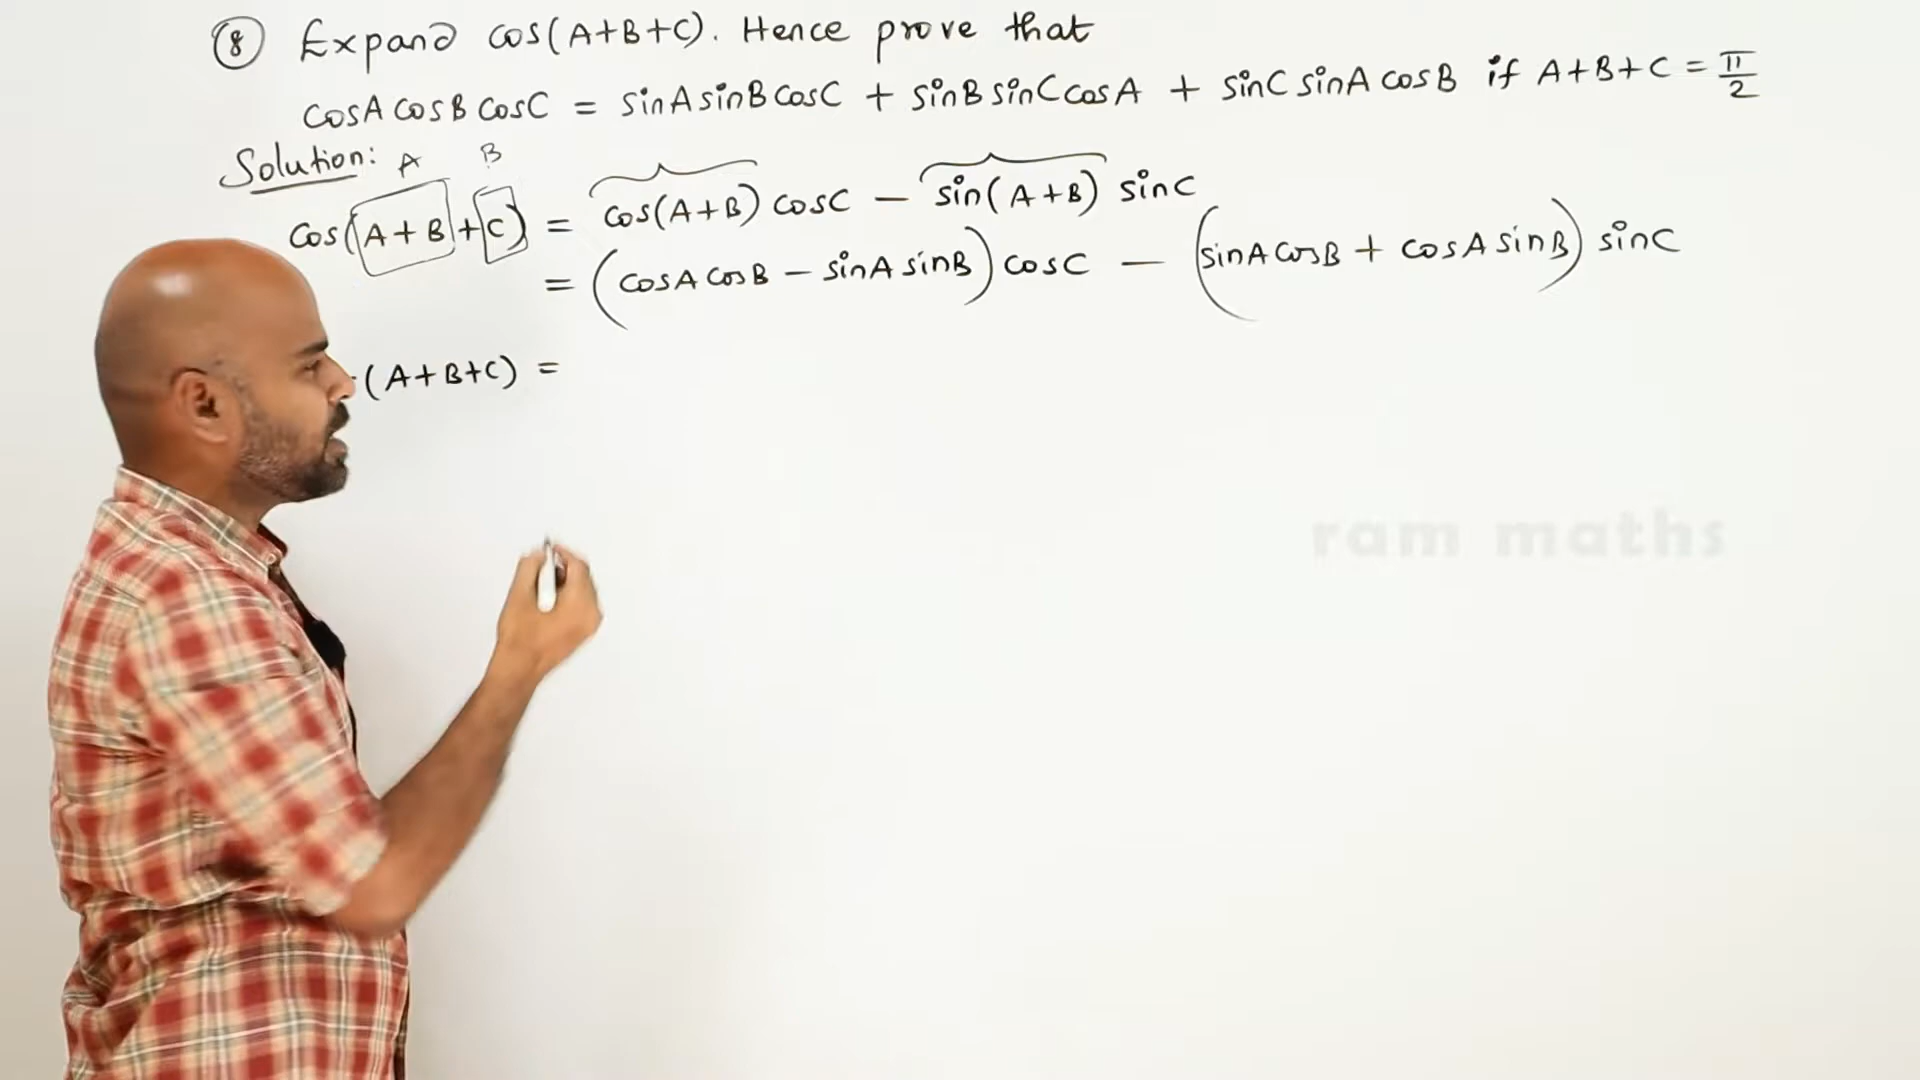 ⑧ Expand cos(A+B+C). Hence prove that
cosA cosB cosC = sinA sinB cosC + sinB sinC cosA + sinC sinA cosB if A+B+C = π/2
Solution: A B
cos(A+B+C) = cos(A+B) cosC — sin(A+B) sinC
= (cosA cosB − sinA sinB) cosC — (sinA cosB + cosA sinB) sinC
(A+B+C) =
ram maths